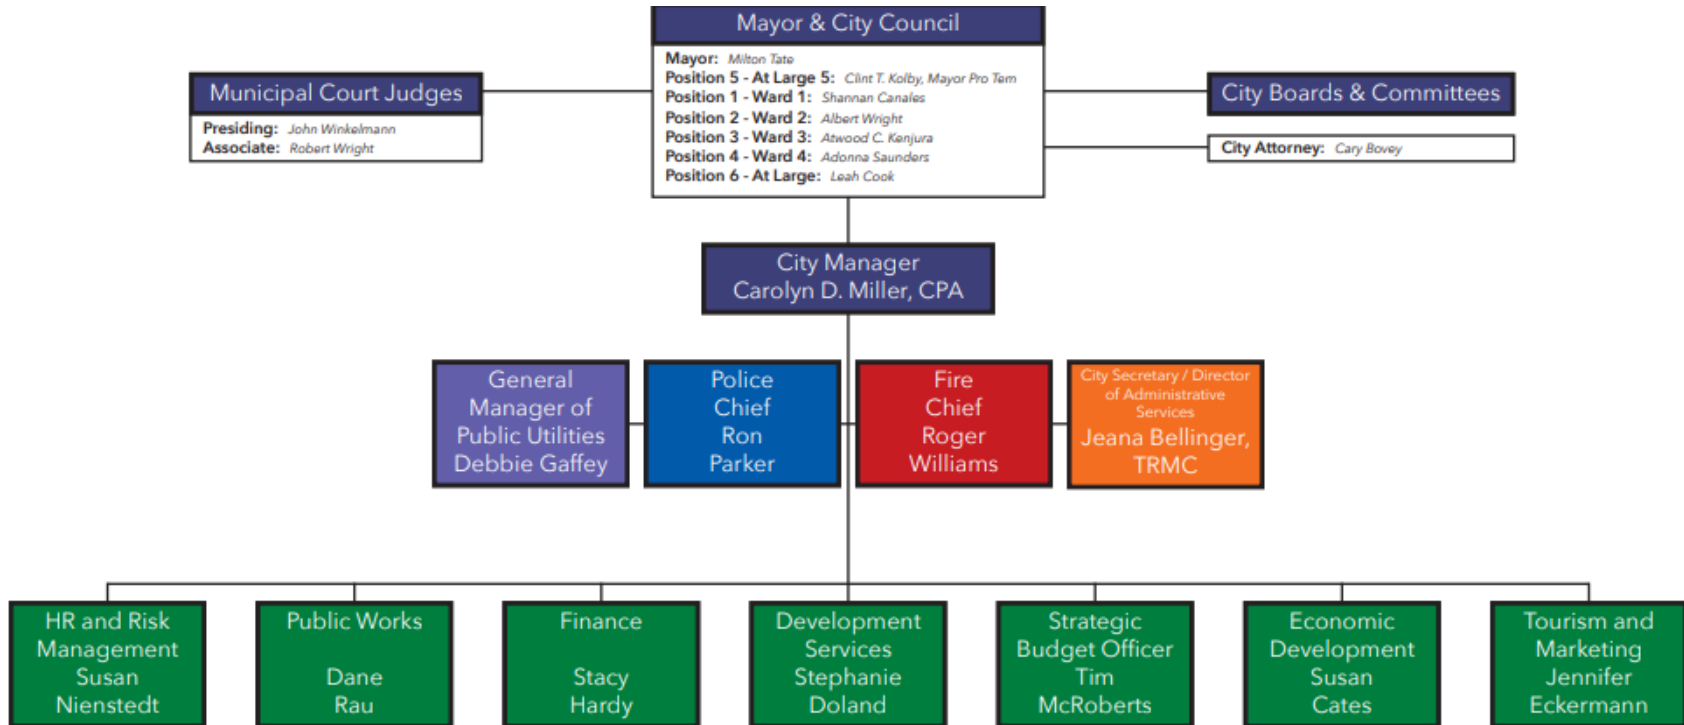 Mayor & City Council
Mayor: Milton Tate
Position 5 - At Large 5: Clint T. Kolby, Mayor Pro Tem
Position 1 - Ward 1: Shannan Canales
Position 2 - Ward 2: Albert Wright
Position 3 - Ward 3: Atwood C. Kenjura
Position 4 - Ward 4: Adonna Saunders
Position 6 - At Large: Leah Cook
Municipal Court Judges
Presiding: John Winkelmann
Associate: Robert Wright
City Boards & Committees
City Attorney: Cary Bovey
City Manager
Carolyn D. Miller, CPA
General
Manager of
Public Utilities
Debbie Gaffey
Police
Chief
Ron
Parker
Fire
Chief
Roger
Williams
City Secretary / Director
of Administrative
Services
Jeana Bellinger,
TRMC
HR and Risk
Management
Susan
Nienstedt
Public Works
Dane
Rau
Finance
Stacy
Hardy
Development
Services
Stephanie
Doland
Strategic
Budget Officer
Tim
McRoberts
Economic
Development
Susan
Cates
Tourism and
Marketing
Jennifer
Eckermann